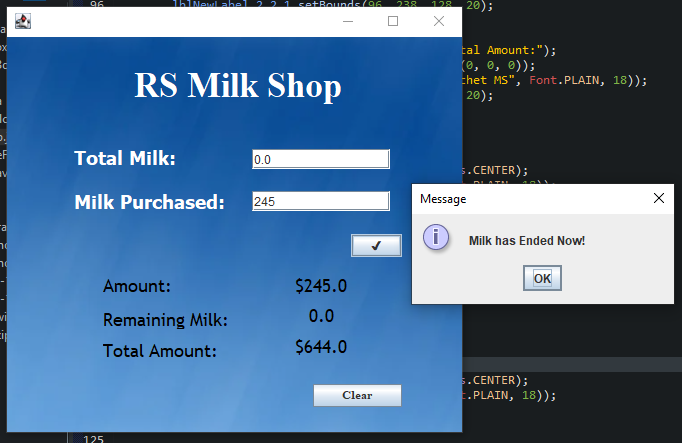 96 lblNewLabel_2_2_1.setBounds(96, 238, 128, 20);
RS Milk Shop
Total Milk:
0.0
Milk Purchased:
245
✔
Amount:
$245.0
Remaining Milk:
0.0
Total Amount:
$644.0
Clear
Message
Milk has Ended Now!
OK
tal Amount:");
(0, 0, 0));
chet MS", Font.PLAIN, 18));
20);
s.CENTER);
s.CENTER);
t.PLAIN, 18));
125